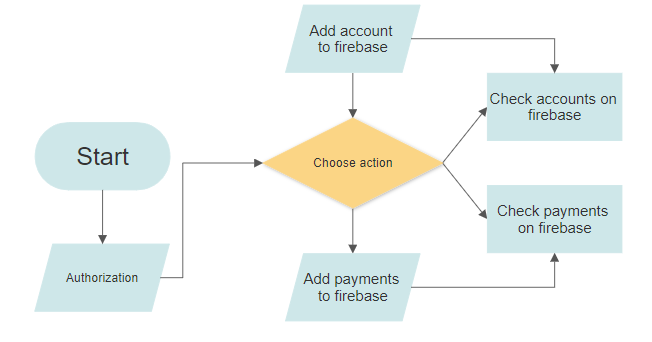 Start
Authorization
Choose action
Add account
to firebase
Check accounts on
firebase
Check payments
on firebase
Add payments
to firebase